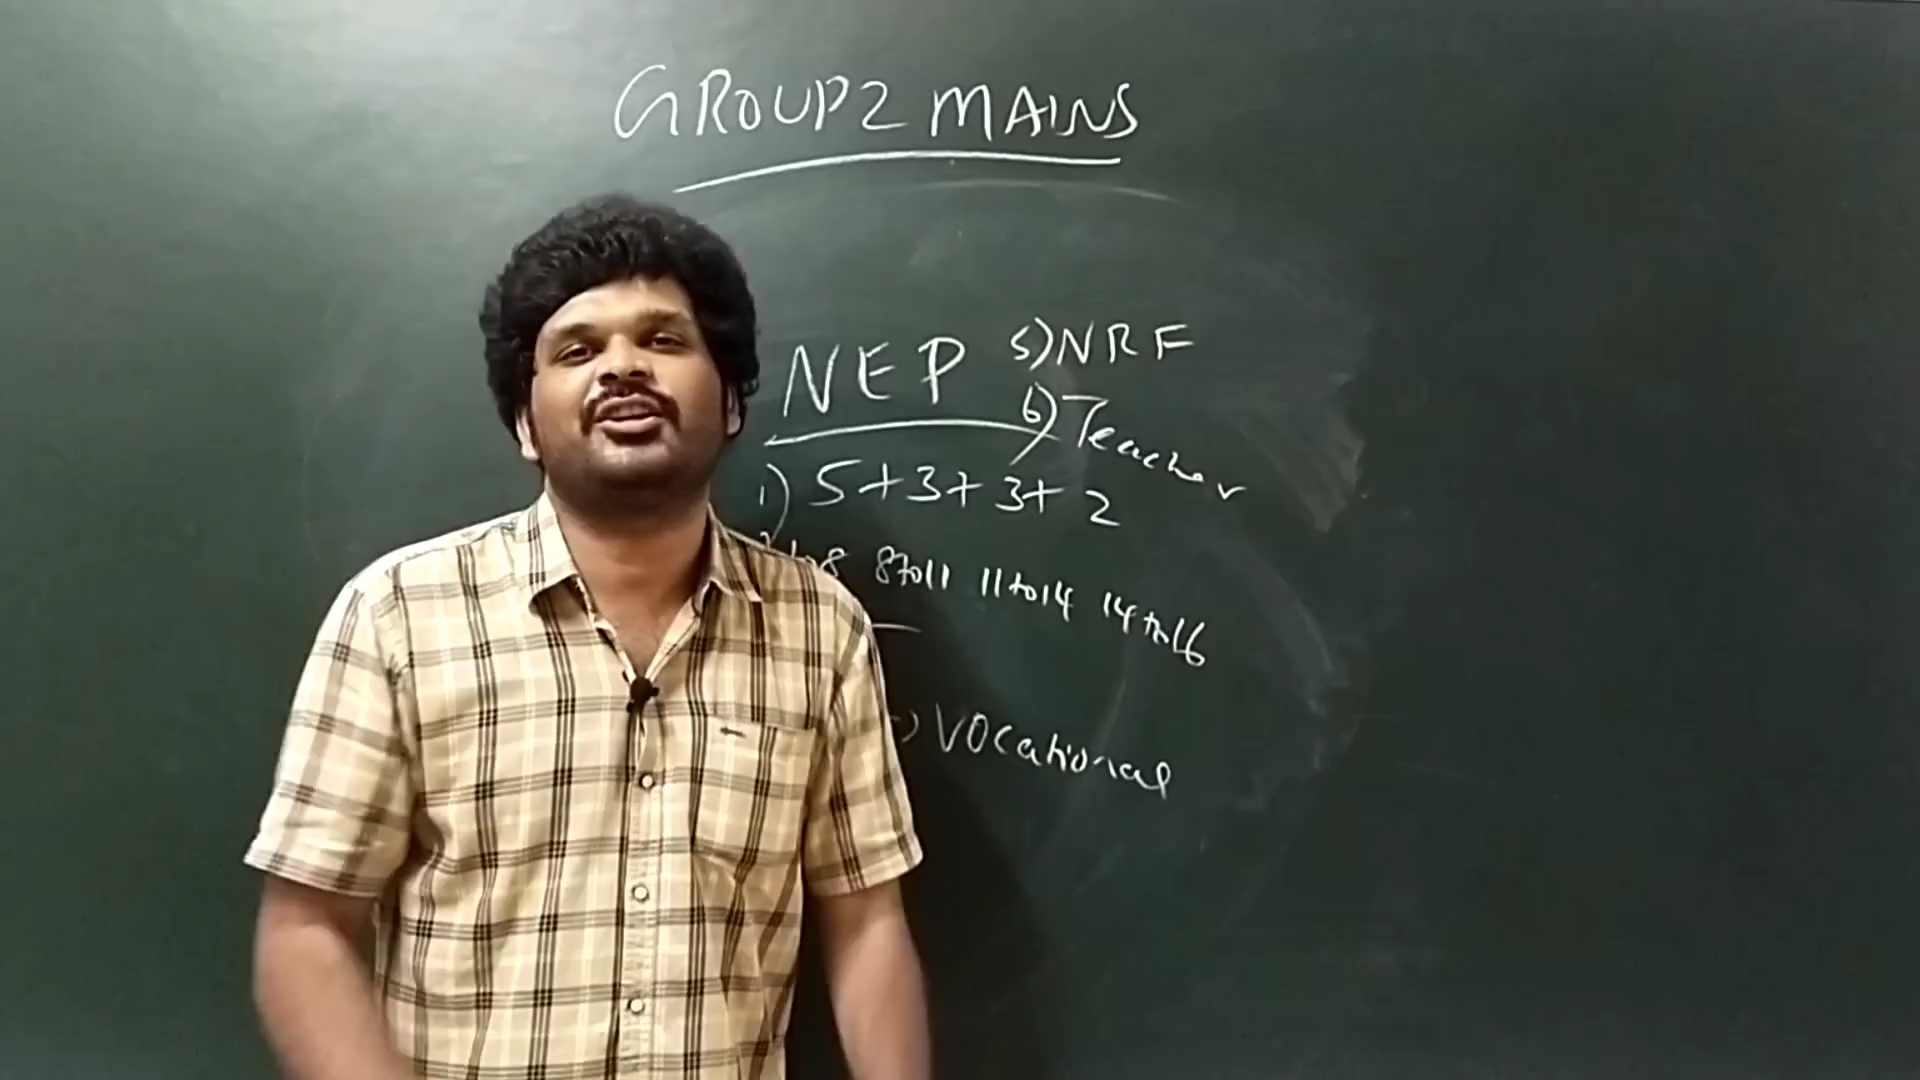 GROUP2 MAINS
NEP
1) 5+3+3+2
8to11 11to14 14to16
Vocational
5) NRF
6) Teacher